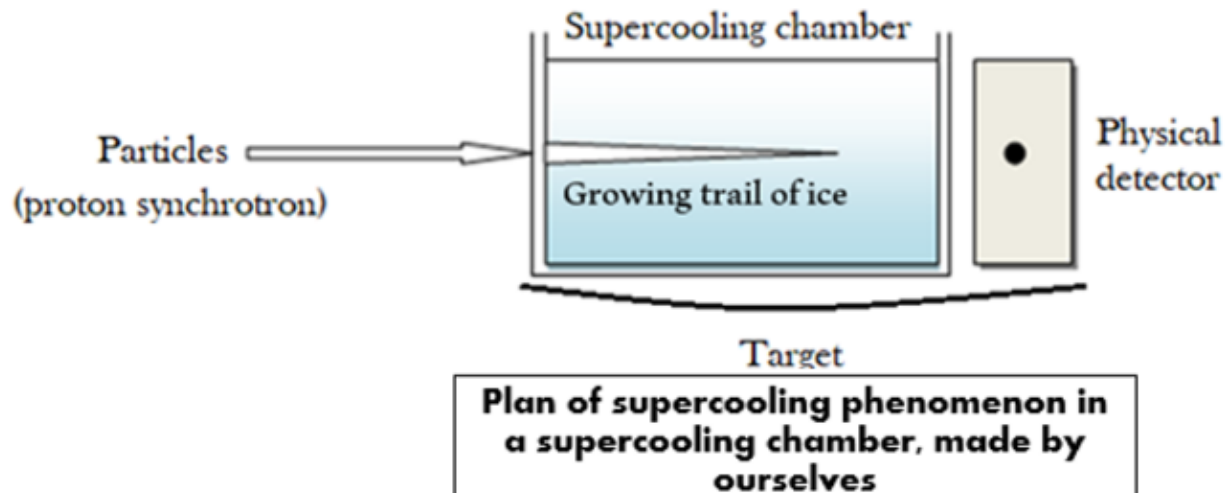 Supercooling chamber
Particles
(proton synchrotron)
Growing trail of ice
Physical
detector
Target
Plan of supercooling phenomenon in
a supercooling chamber, made by
ourselves